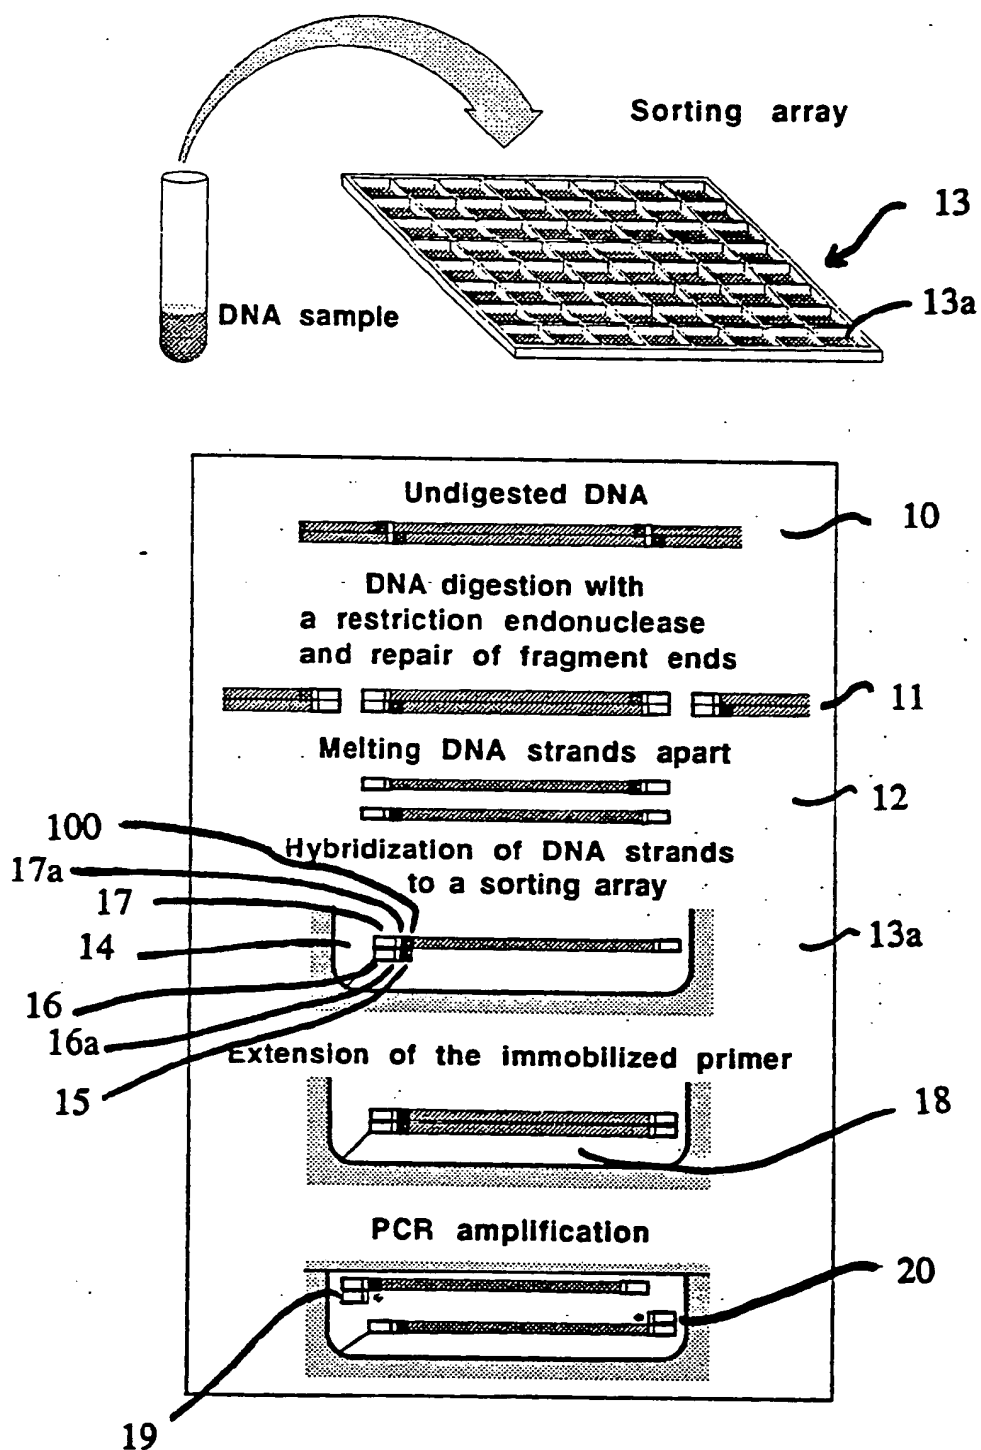 Sorting array
13
13a
DNA sample
Undigested DNA
10
DNA digestion with
a restriction endonuclease
and repair of fragment ends
11
Melting DNA strands apart
12
100
Hybridization of DNA strands
to a sorting array
17a
17
14
13a
16
16a
15
Extension of the immobilized primer
18
PCR amplification
20
19